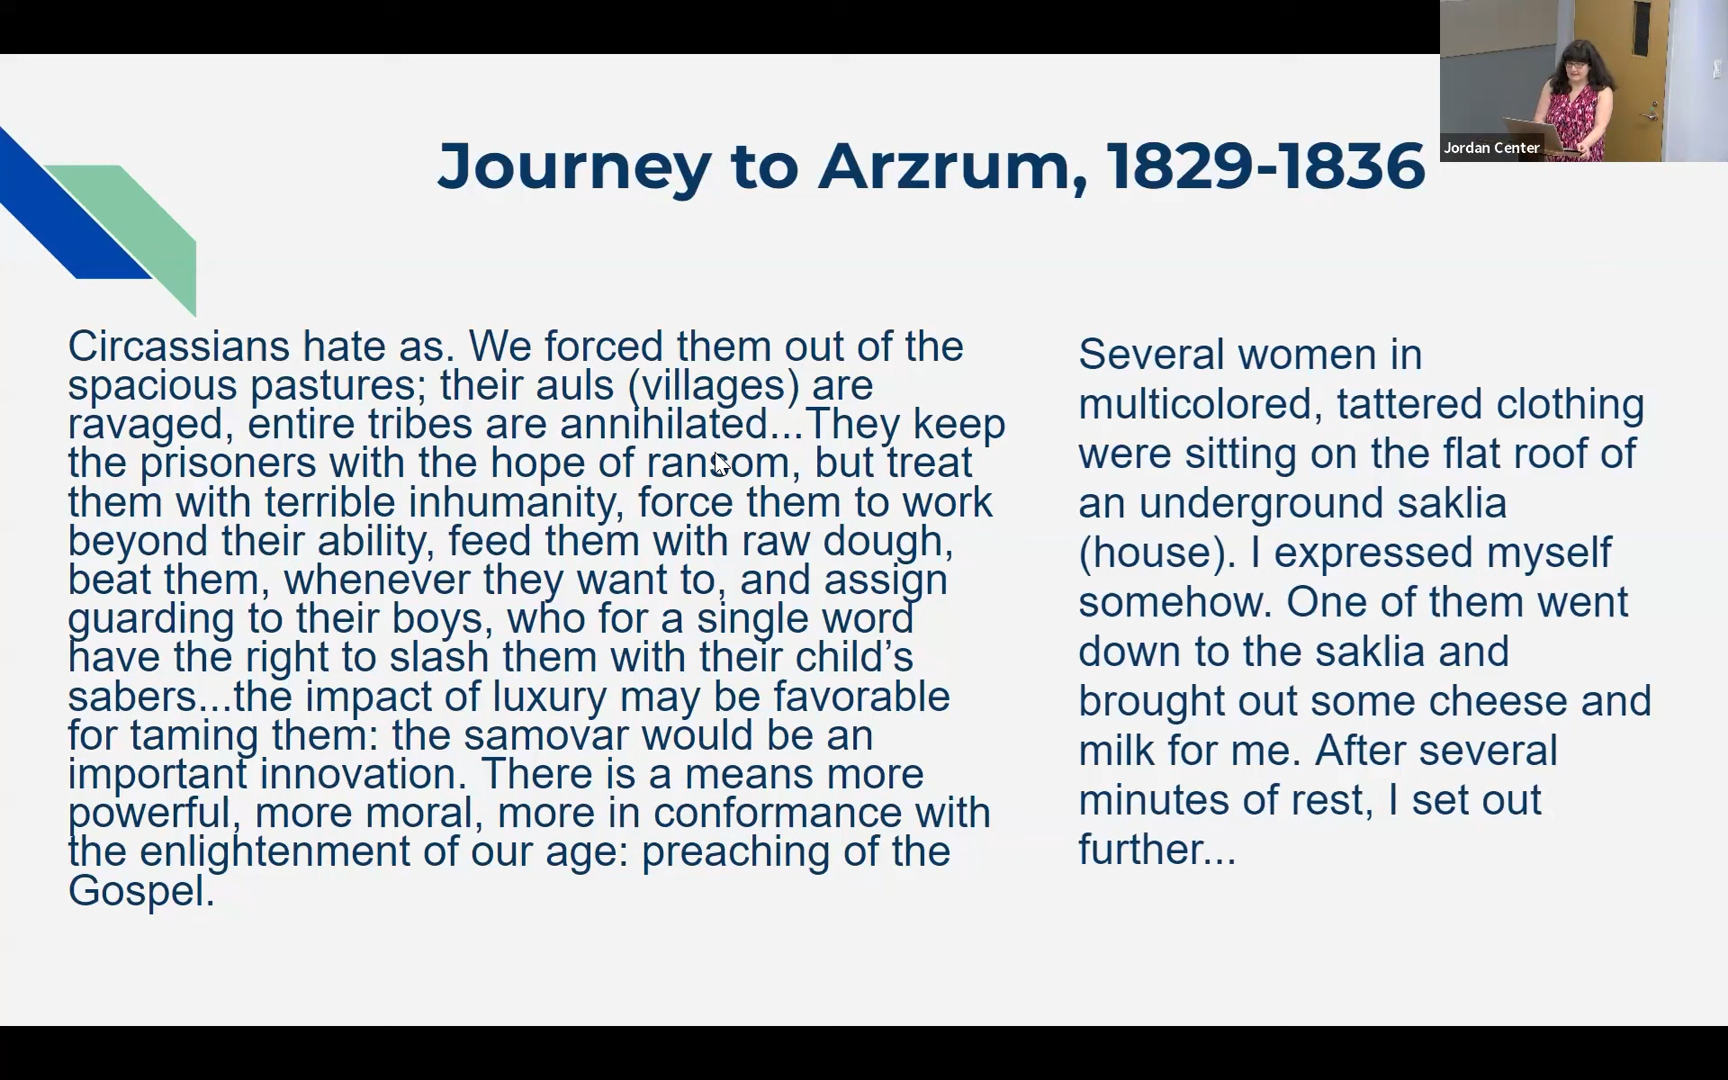 Jordan Center
Journey to Arzrum, 1829-1836
Circassians hate as. We forced them out of the
spacious pastures; their auls (villages) are
ravaged, entire tribes are annihilated...They keep
the prisoners with the hope of ransom, but treat
them with terrible inhumanity, force them to work
beyond their ability, feed them with raw dough,
beat them, whenever they want to, and assign
guarding to their boys, who for a single word
have the right to slash them with their child’s
sabers...the impact of luxury may be favorable
for taming them: the samovar would be an
important innovation. There is a means more
powerful, more moral, more in conformance with
the enlightenment of our age: preaching of the
Gospel.
Several women in
multicolored, tattered clothing
were sitting on the flat roof of
an underground saklia
(house). I expressed myself
somehow. One of them went
down to the saklia and
brought out some cheese and
milk for me. After several
minutes of rest, I set out
further...